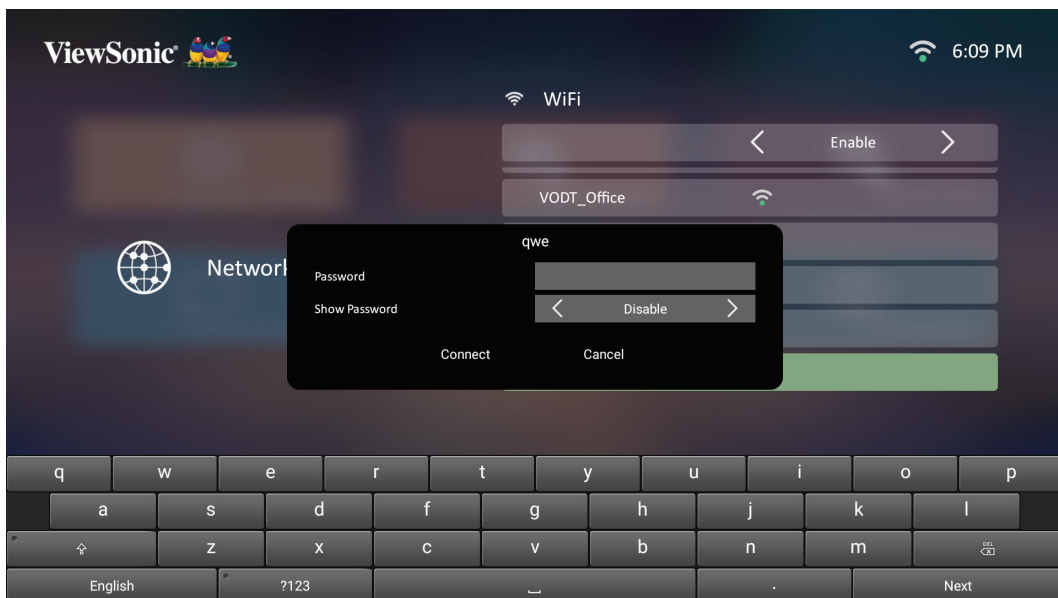 ViewSonic®
6:09 PM
WiFi
Enable
VODT_Office
Network
qwe
Password
Show Password Disable
Connect Cancel
q w e r t y u i o p
a s d f g h j k l
z x c v b n m DEL
English ?123 . Next